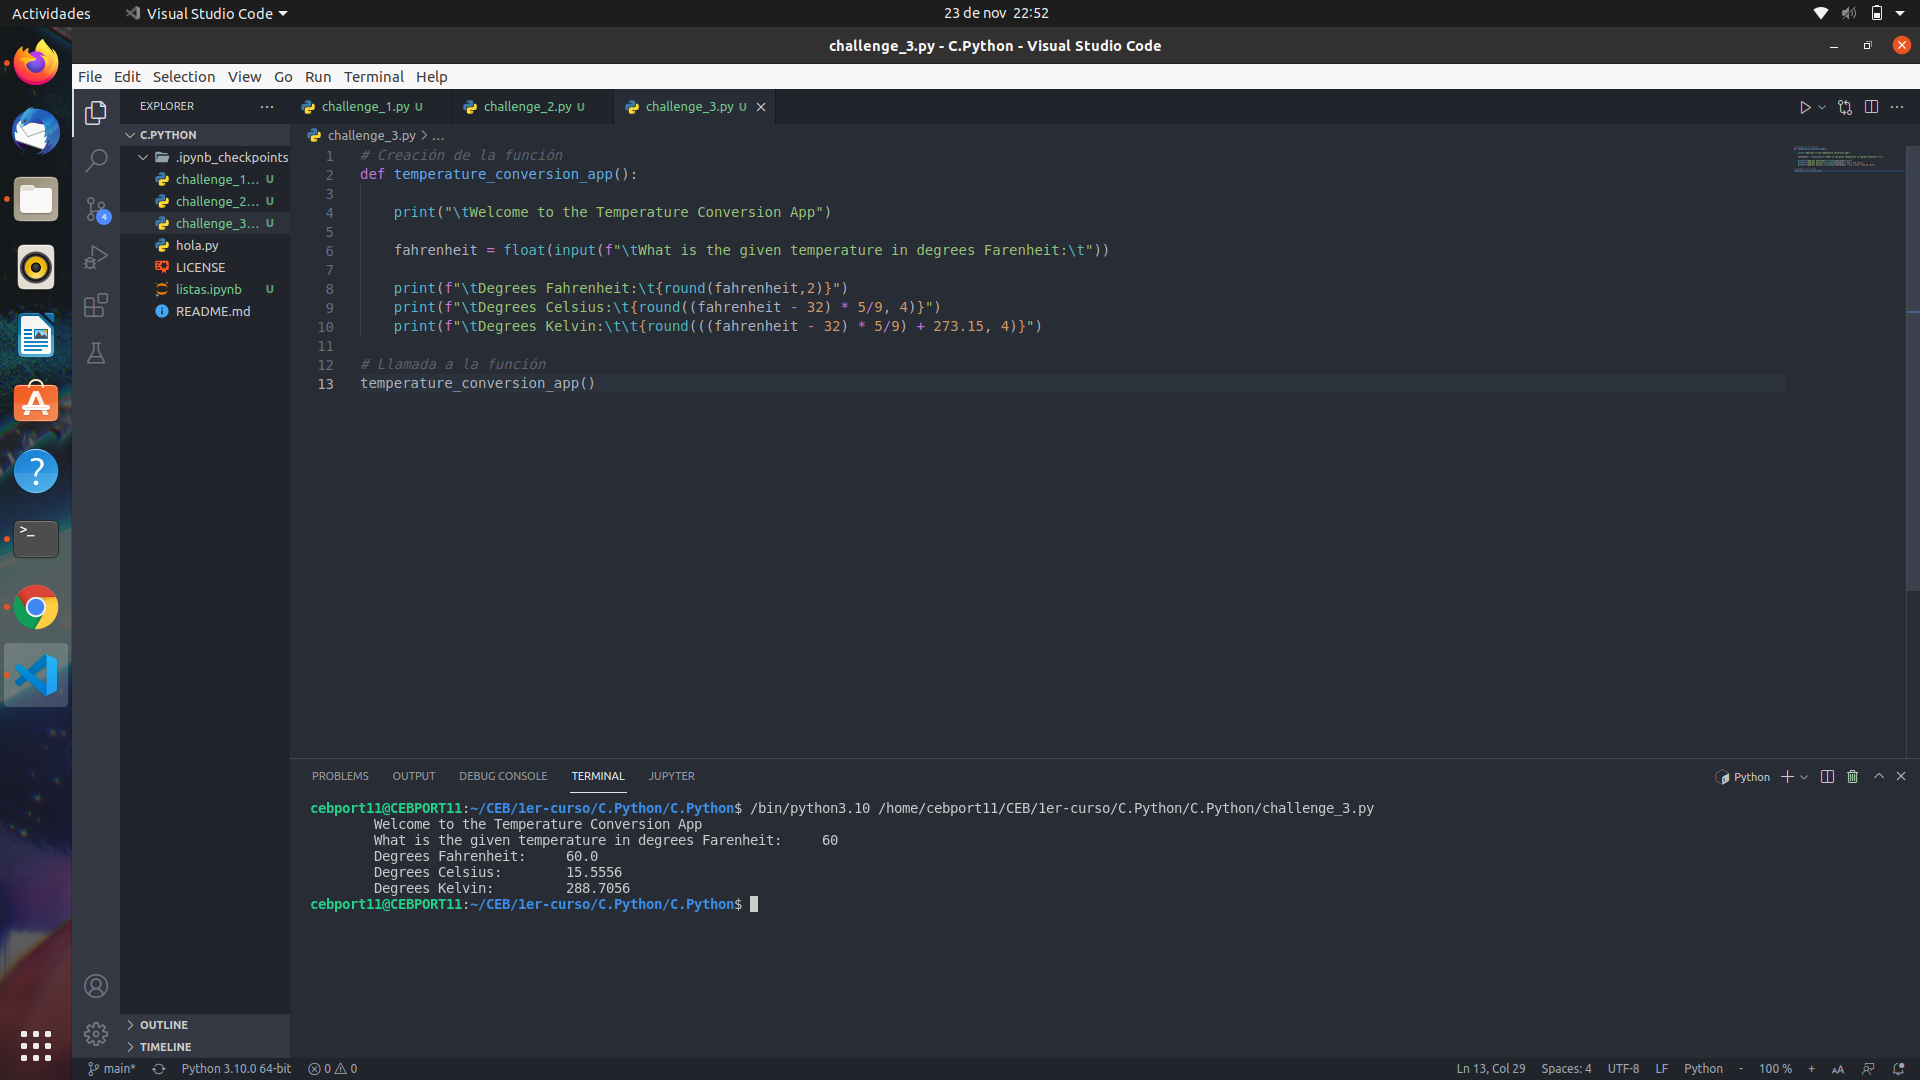 Actividades
Visual Studio Code
23 de nov 22:52
challenge_3.py - C.Python - Visual Studio Code
File Edit Selection View Go Run Terminal Help
EXPLORER
challenge_1.py U
challenge_2.py U
challenge_3.py U
C.PYTHON
.ipynb_checkpoints
challenge_1... U
challenge_2... U
challenge_3... U
hola.py
LICENSE
listas.ipynb U
README.md
4
challenge_3.py > ...
1 # Creación de la función
2 def temperature_conversion_app():
3
4 print("\tWelcome to the Temperature Conversion App")
5
6 fahrenheit = float(input(f"\tWhat is the given temperature in degrees Farenheit:\t"))
7
8 print(f"\tDegrees Fahrenheit:\t{round(fahrenheit,2)}")
9 print(f"\tDegrees Celsius:\t{round((fahrenheit - 32) * 5/9, 4)}")
10 print(f"\tDegrees Kelvin:\t\t{round(((fahrenheit - 32) * 5/9) + 273.15, 4)}")
11
12 # Llamada a la función
13 temperature_conversion_app()
PROBLEMS OUTPUT DEBUG CONSOLE TERMINAL JUPYTER
Python
cebport11@CEBPORT11:~/CEB/1er-curso/C.Python/C.Python$ /bin/python3.10 /home/cebport11/CEB/1er-curso/C.Python/C.Python/challenge_3.py
Welcome to the Temperature Conversion App
What is the given temperature in degrees Farenheit: 60
Degrees Fahrenheit: 60.0
Degrees Celsius: 15.5556
Degrees Kelvin: 288.7056
cebport11@CEBPORT11:~/CEB/1er-curso/C.Python/C.Python$
OUTLINE
TIMELINE
main* Python 3.10.0 64-bit 0 0
Ln 13, Col 29 Spaces: 4 UTF-8 LF Python - 100 % + AA